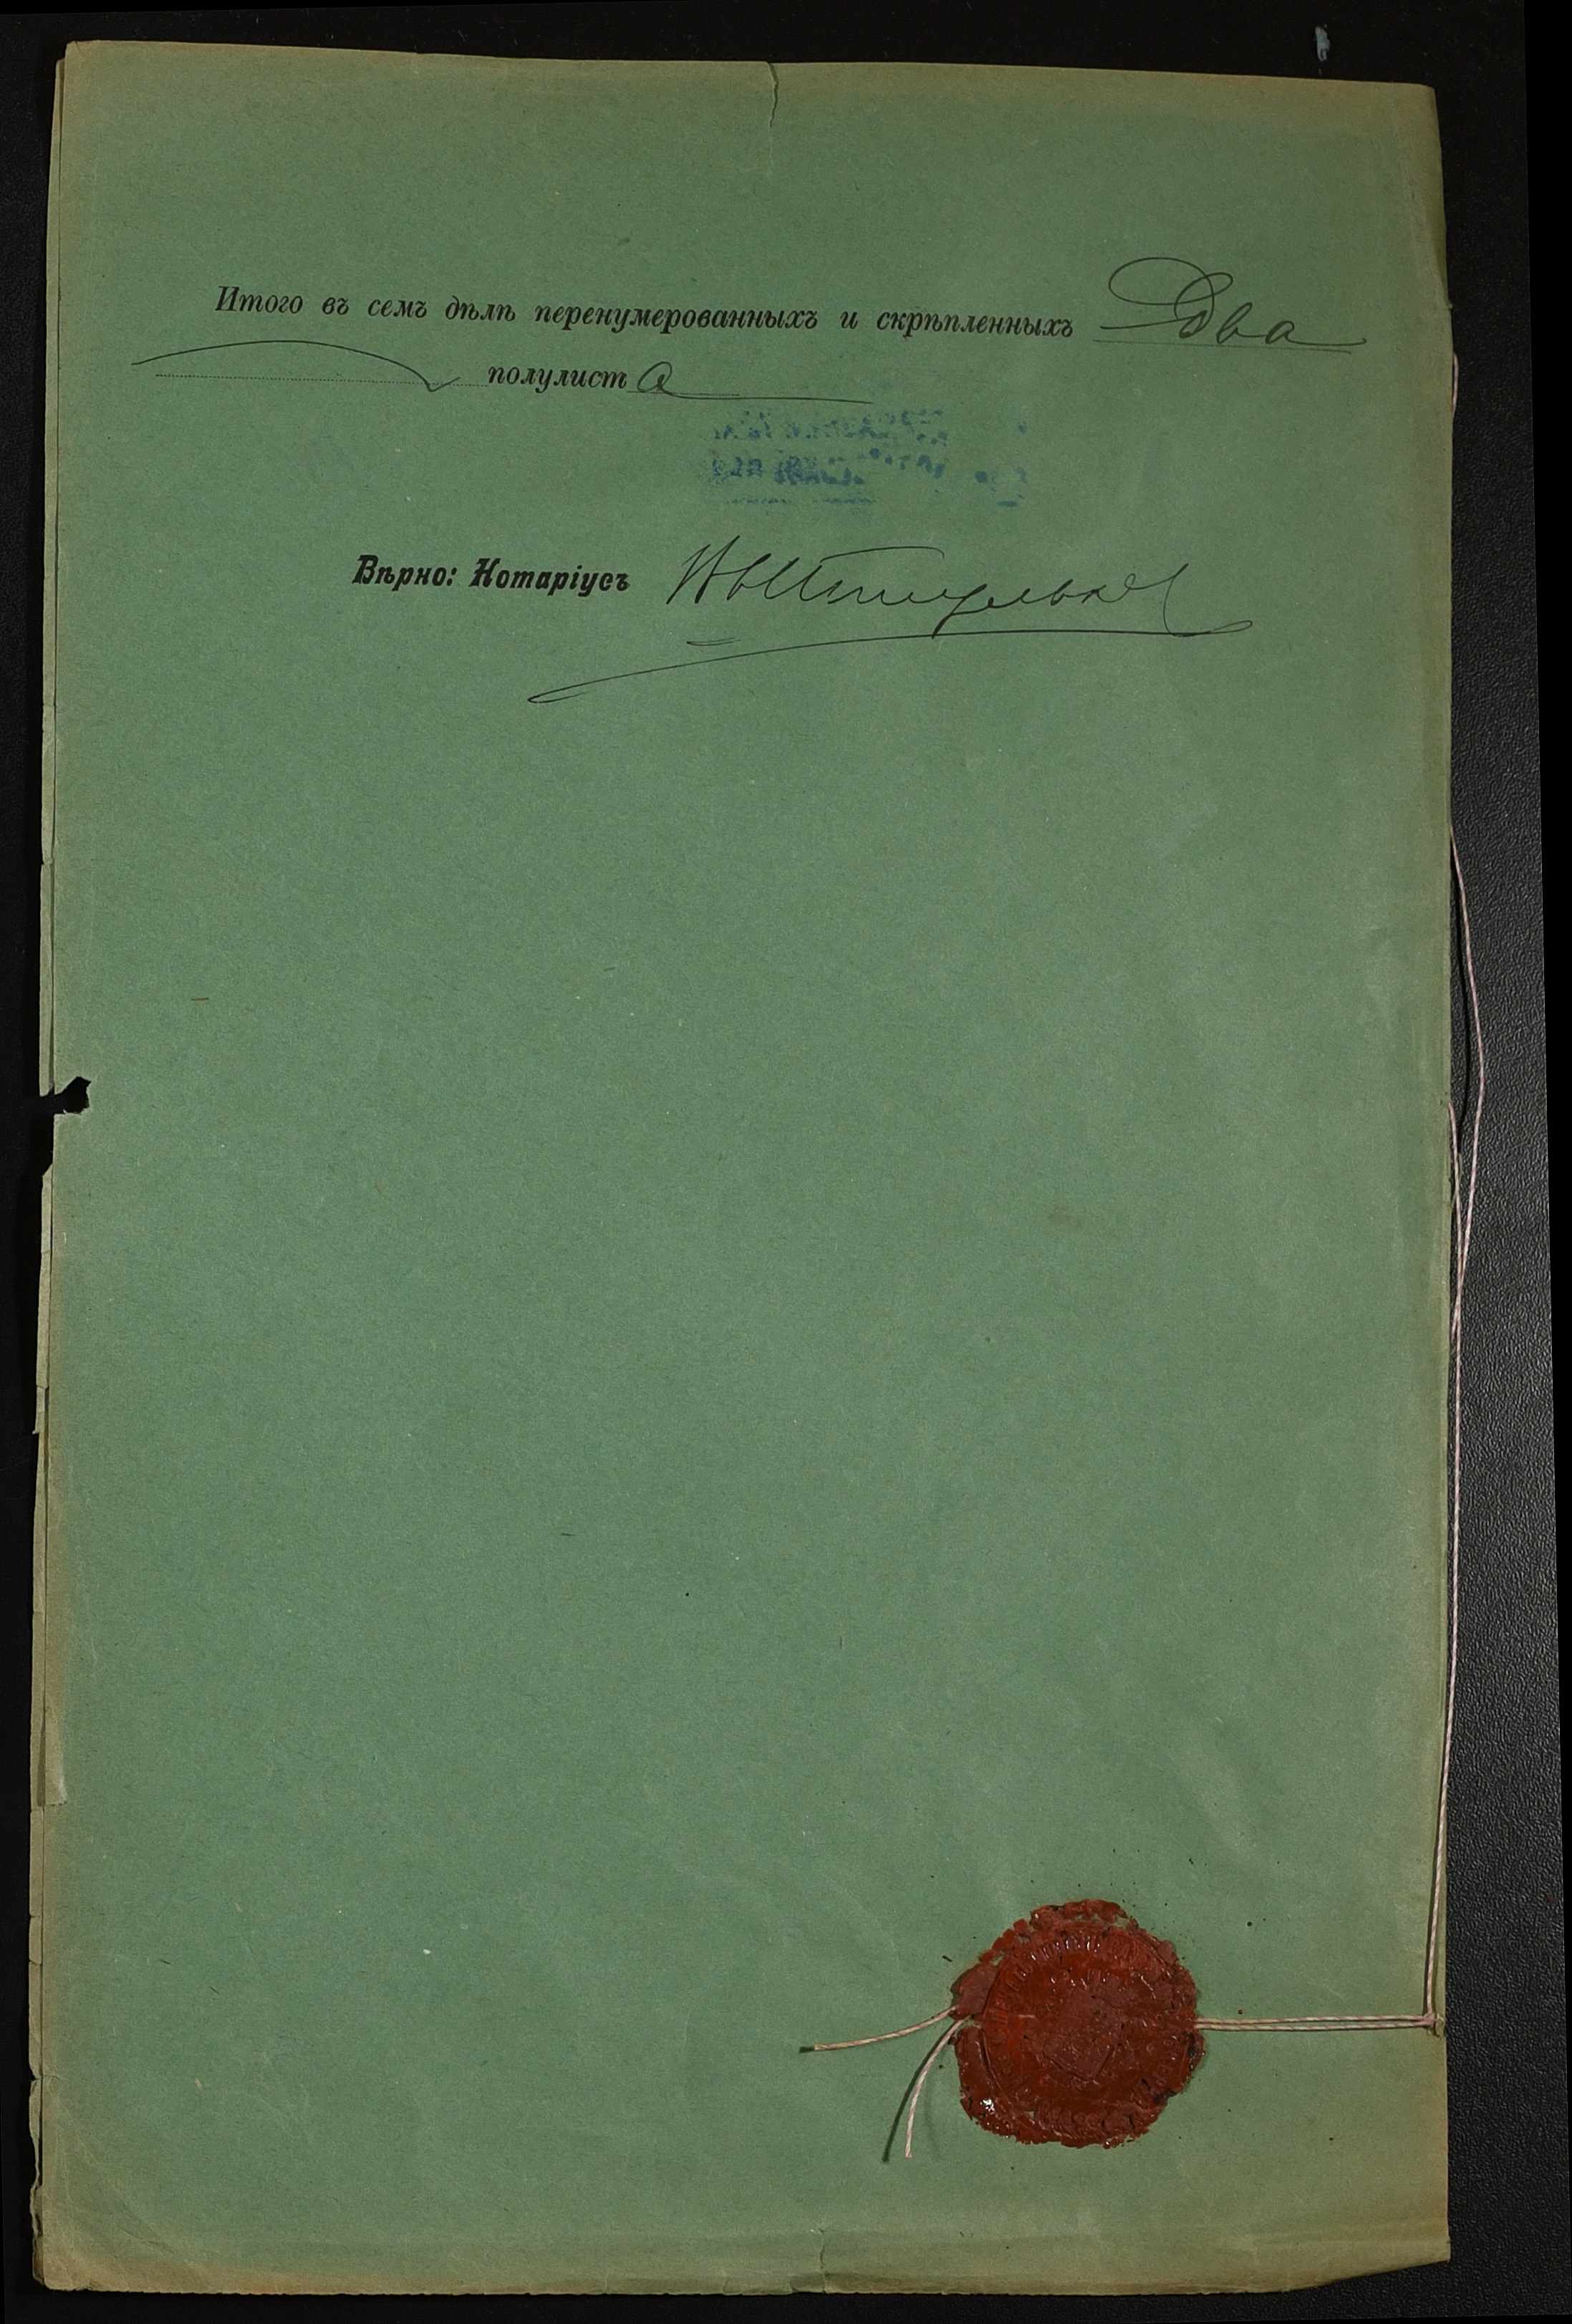 Итого въ семъ дѣлѣ перенумерованныхъ и скрѣпленныхъ Два
полулиста
Вѣрно: Нотаріусъ